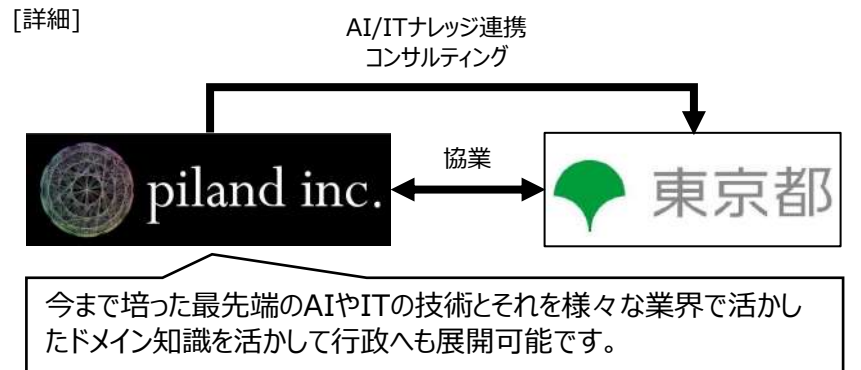 [詳細]
AI/ITナレッジ連携
コンサルティング
piland inc.
協業
東京都
今まで培った最先端のAIやITの技術とそれを様々な業界で活かし
たドメイン知識を活かして行政へも展開可能です。